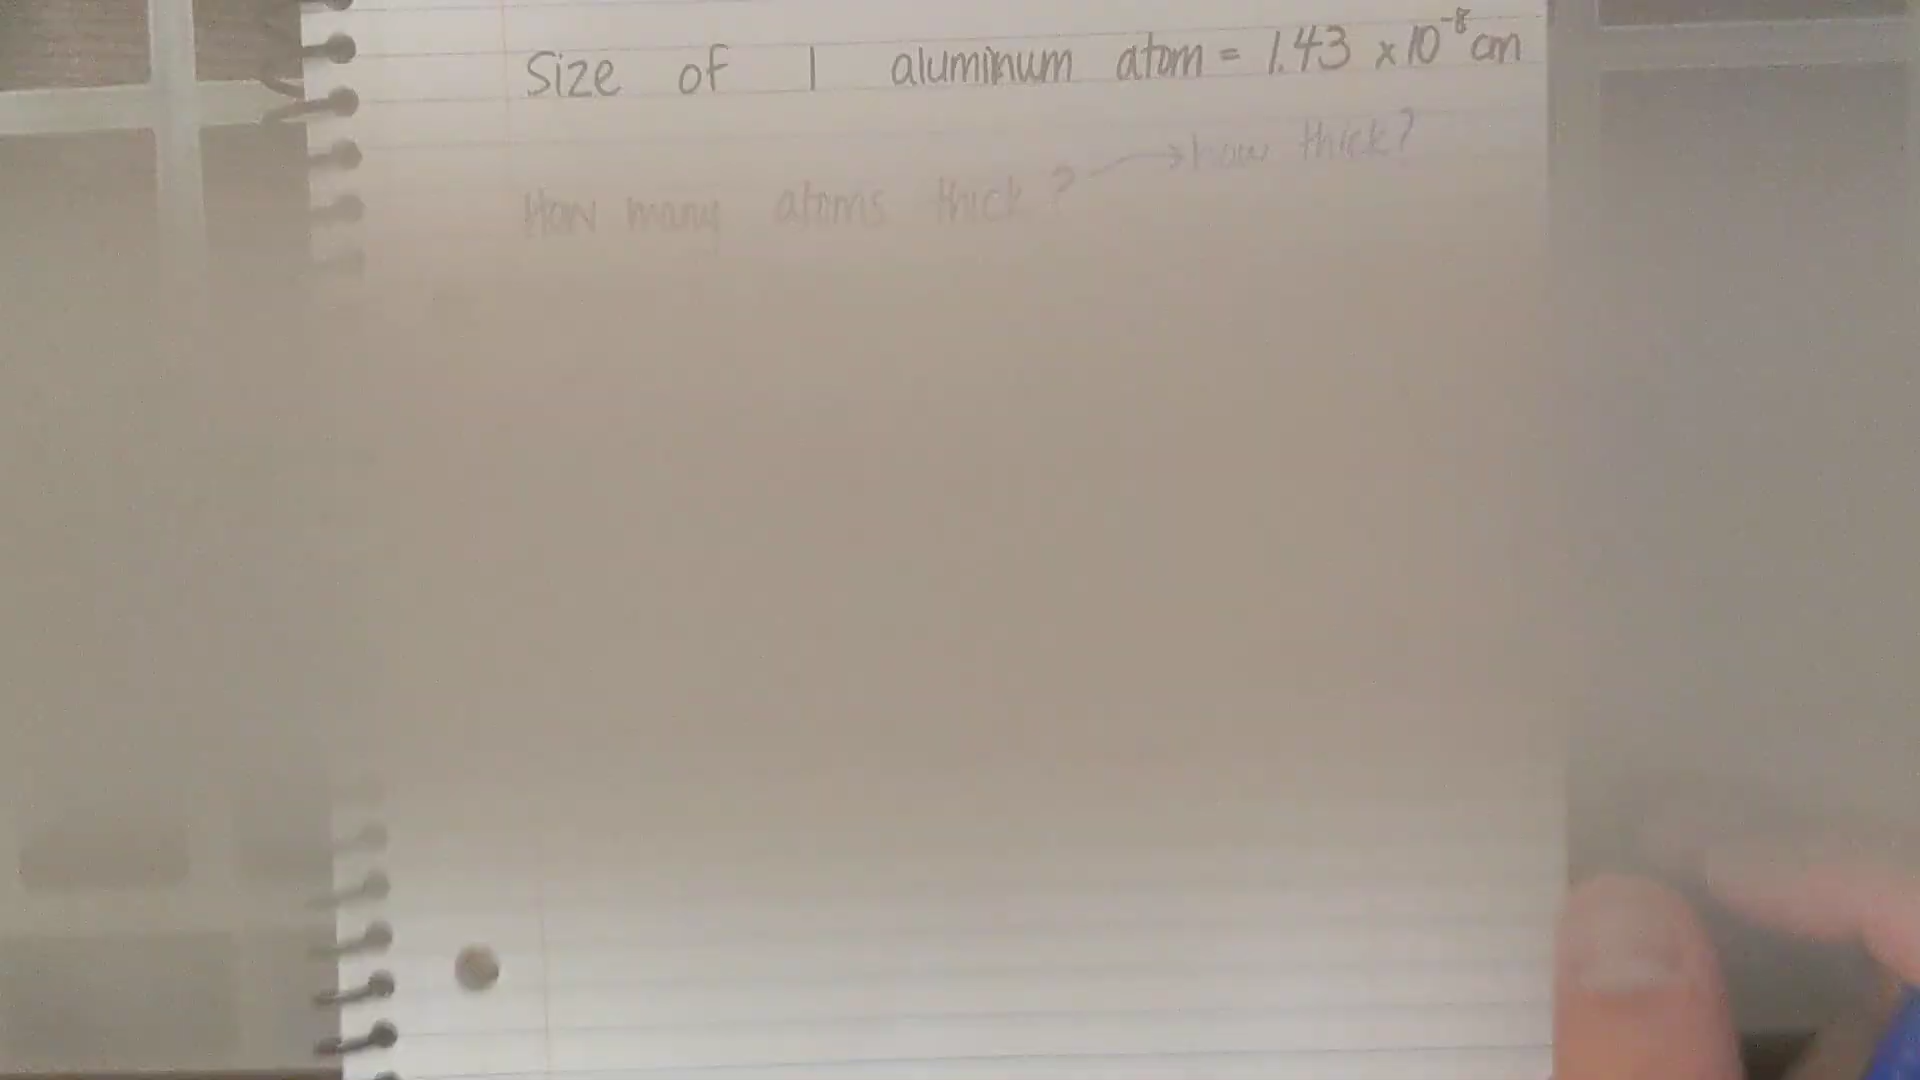 Size of 1 aluminum atom = 1.43 x 10⁻⁸ cm
How many atoms thick? → how thick?